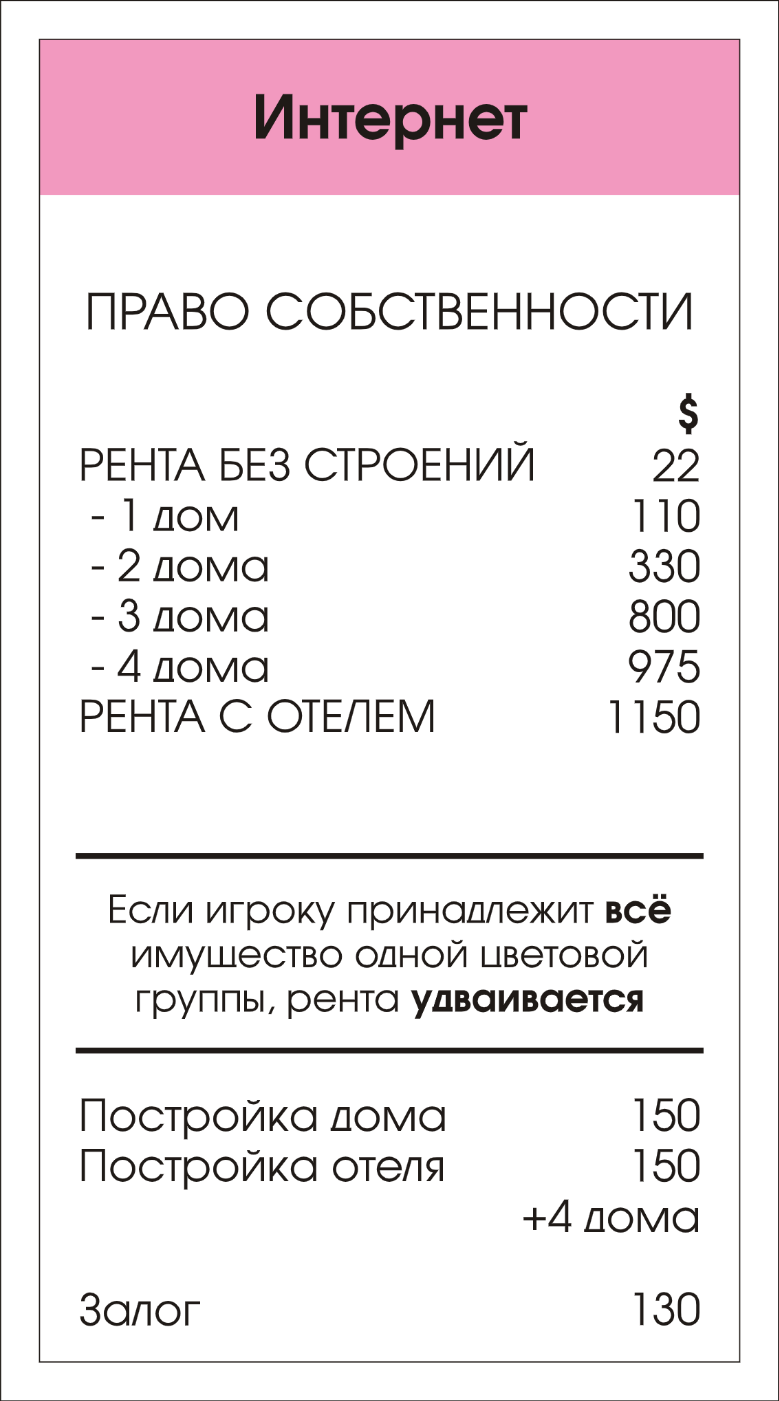 Интернет
ПРАВО СОБСТВЕННОСТИ
$
РЕНТА БЕЗ СТРОЕНИЙ 22
- 1 дом 110
- 2 дома 330
- 3 дома 800
- 4 дома 975
РЕНТА С ОТЕЛЕМ 1150
Если игроку принадлежит всё
имущество одной цветовой
группы, рента удваивается
Постройка дома 150
Постройка отеля 150
+4 дома
Залог 130